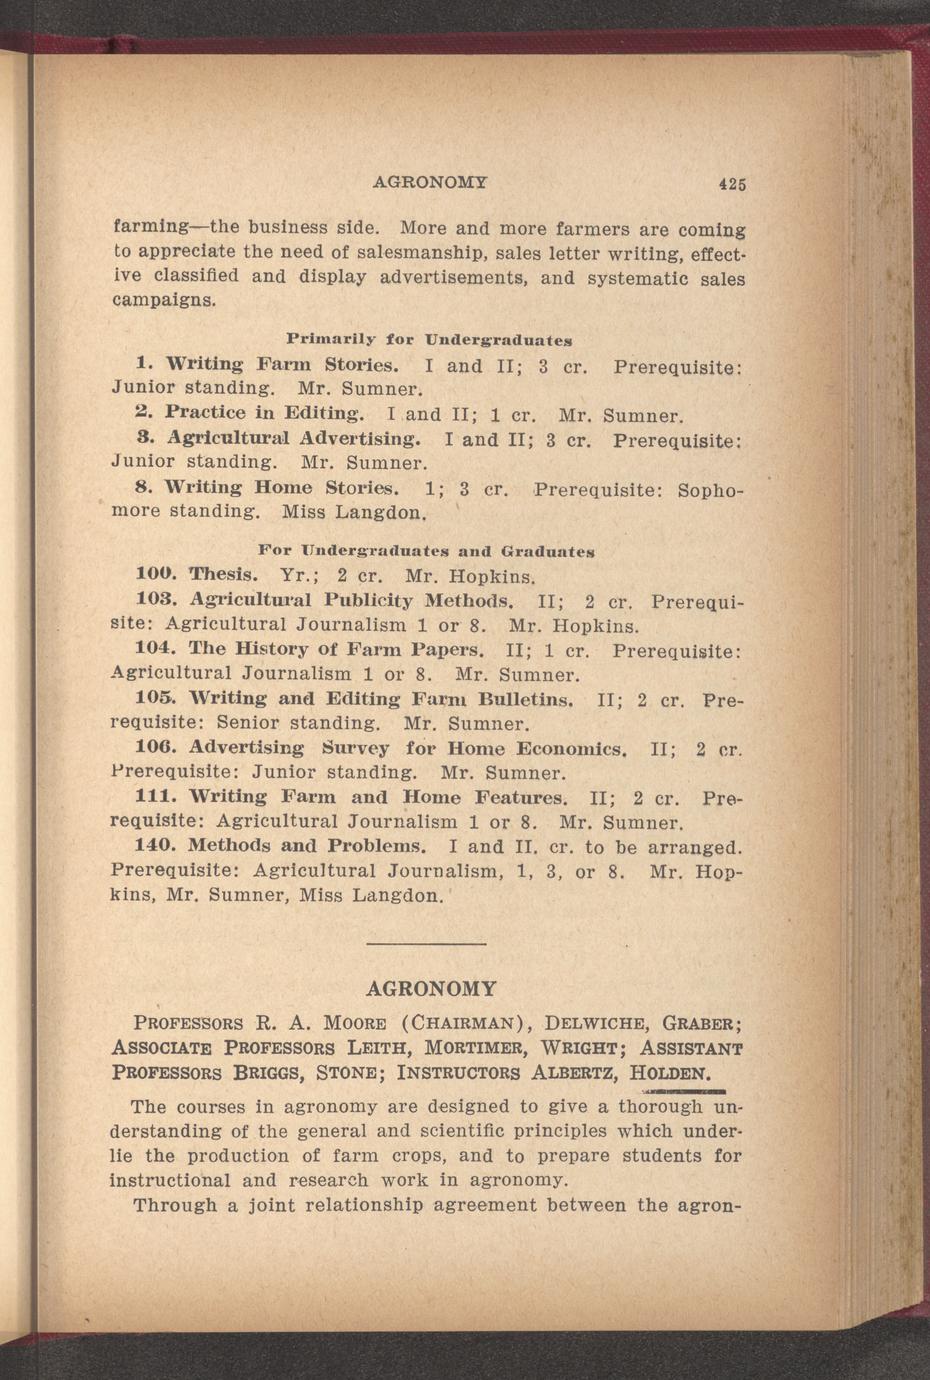 AGRONOMY 425
farming—the business side. More and more farmers are coming
to appreciate the need of salesmanship, sales letter writing, effect-
ive classified and display advertisements, and systematic sales
campaigns.
Primarily for Undergraduates
1. Writing Farm Stories. I and II; 3 cr. Prerequisite:
Junior standing. Mr. Sumner.
2. Practice in Editing. I and II; 1 cr. Mr. Sumner.
3. Agricultural Advertising. I and II; 3 cr. Prerequisite:
Junior standing. Mr. Sumner.
8. Writing Home Stories. 1; 3 cr. Prerequisite: Sopho-
more standing. Miss Langdon.
For Undergraduates and Graduates
100. Thesis. Yr.; 2 cr. Mr. Hopkins.
103. Agricultural Publicity Methods. II; 2 cr. Prerequi-
site: Agricultural Journalism 1 or 8. Mr. Hopkins.
104. The History of Farm Papers. II; 1 cr. Prerequisite:
Agricultural Journalism 1 or 8. Mr. Sumner.
105. Writing and Editing Farm Bulletins. II; 2 cr. Pre-
requisite: Senior standing. Mr. Sumner.
106. Advertising Survey for Home Economics. II; 2 cr.
Prerequisite: Junior standing. Mr. Sumner.
111. Writing Farm and Home Features. II; 2 cr. Pre-
requisite: Agricultural Journalism 1 or 8. Mr. Sumner.
140. Methods and Problems. I and II. cr. to be arranged.
Prerequisite: Agricultural Journalism, 1, 3, or 8. Mr. Hop-
kins, Mr. Sumner, Miss Langdon.
AGRONOMY
PROFESSORS R. A. MOORE (CHAIRMAN), DELWICHE, GRABER;
ASSOCIATE PROFESSORS LEITH, MORTIMER, WRIGHT; ASSISTANT
PROFESSORS BRIGGS, STONE; INSTRUCTORS ALBERTZ, HOLDEN.
The courses in agronomy are designed to give a thorough un-
derstanding of the general and scientific principles which under-
lie the production of farm crops, and to prepare students for
instructional and research work in agronomy.
Through a joint relationship agreement between the agron-